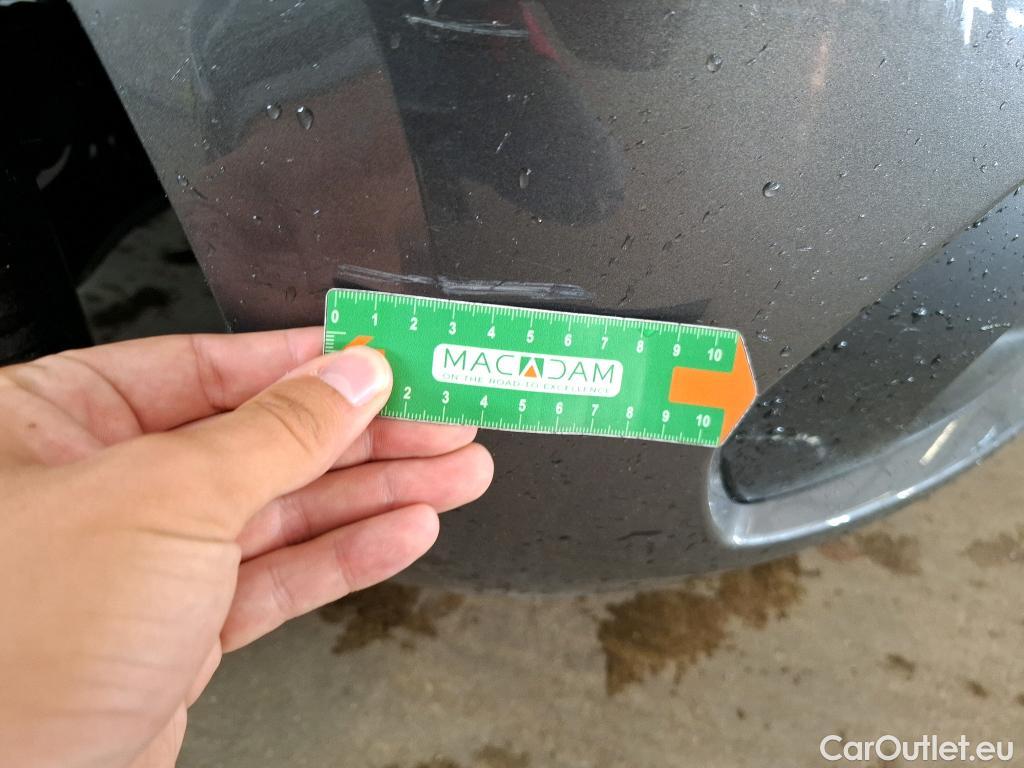 0 1 2 3 4 5 6 7 8 9 10
MACADAM
ON THE ROAD TO EXCELLENCE
2 3 4 5 6 7 8 9 10
CarOutlet.eu